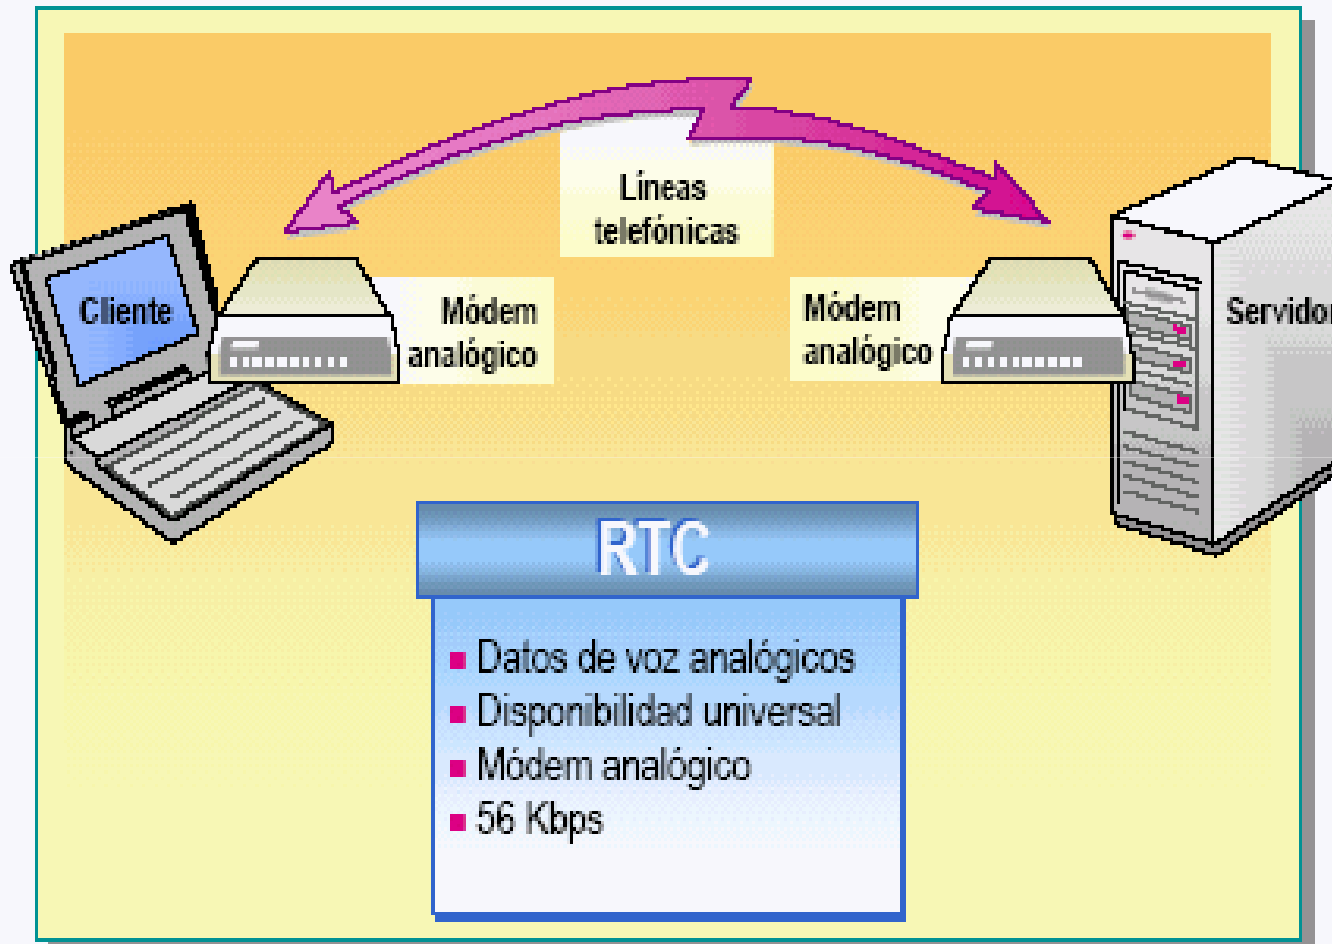 Líneas
telefónicas
Cliente
Módem
analógico
Módem
analógico
Servidor
RTC
Datos de voz analógicos
Disponibilidad universal
Módem analógico
56 Kbps